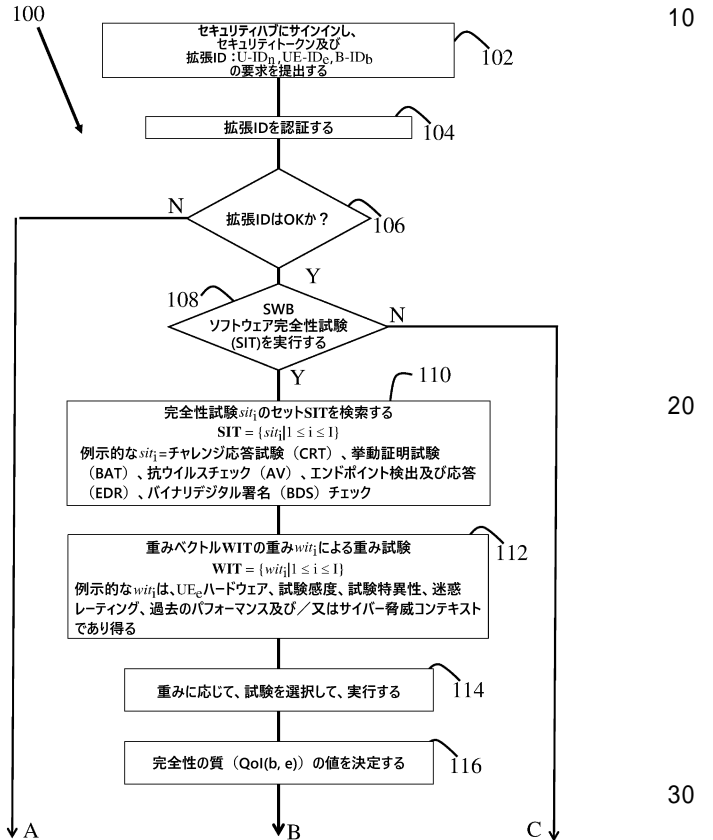 100
10
セキュリティハブにサインインし、
セキュリティトークン及び
拡張ID：U-IDn,UE-IDe,B-IDb
の要求を提出する
102
拡張IDを認証する
104
N
拡張IDはOKか？
106
Y
108
SWB
ソフトウェア完全性試験
(SIT)を実行する
N
Y
110
20
完全性試験sitiのセットSITを検索する
SIT = {siti|1 ≤ i ≤ I}
例示的なsiti=チャレンジ応答試験（CRT）、挙動証明試験
（BAT）、抗ウイルスチェック（AV）、エンドポイント検出及び応答
（EDR）、バイナリデジタル署名（BDS）チェック
112
重みベクトルWITの重みwitiによる重み試験
WIT = {witi|1 ≤ i ≤ I}
例示的なwitiは、UEeハードウェア、試験感度、試験特異性、迷惑
レーティング、過去のパフォーマンス及び／又はサイバー脅威コンテキスト
であり得る
重みに応じて、試験を選択して、実行する
114
完全性の質（QoI(b, e)）の値を決定する
116
30
A
B
C